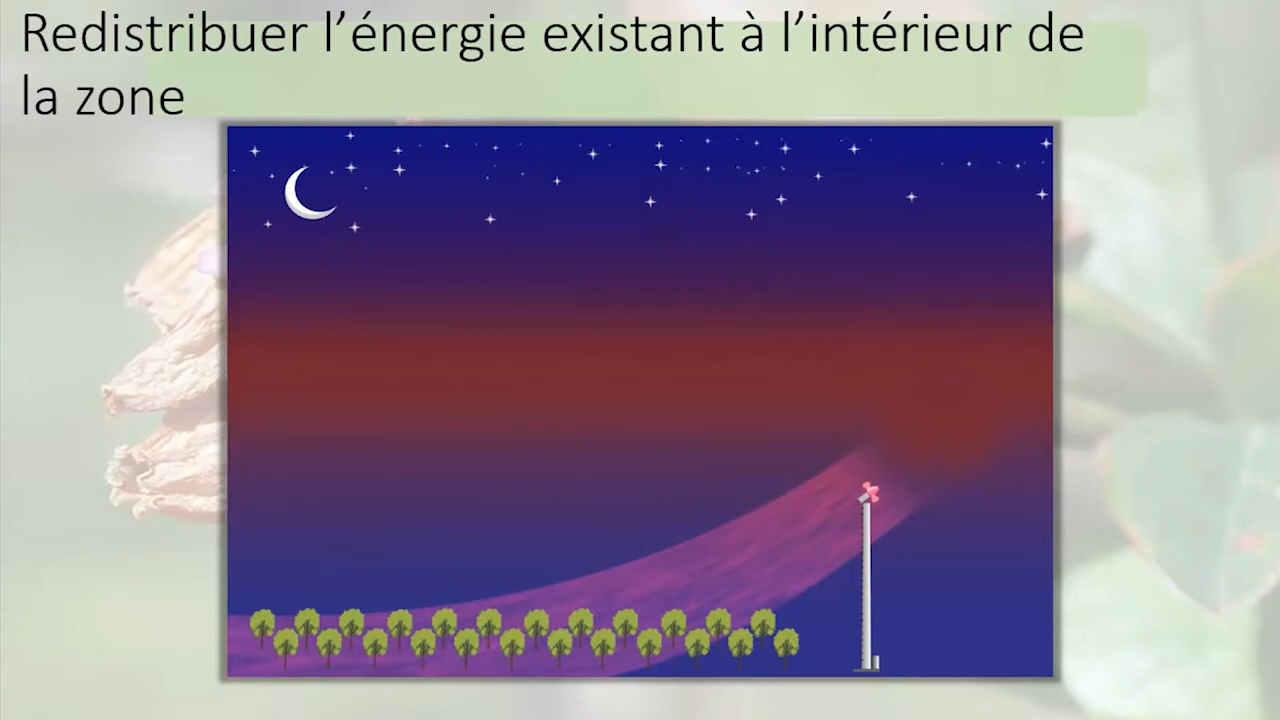 Redistribuer l’énergie existant à l’intérieur de
la zone